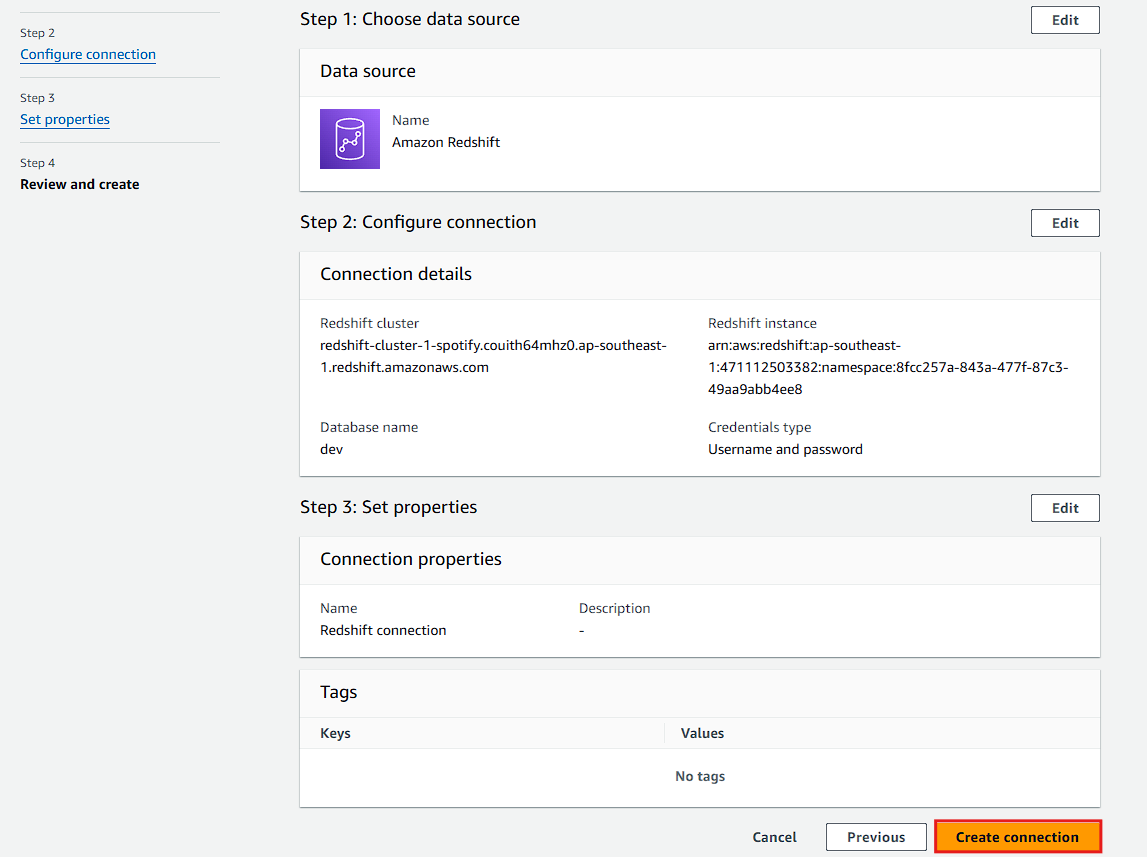 Step 2
Configure connection
Step 3
Set properties
Step 4
Review and create
Step 1: Choose data source
Edit
Data source
Name
Amazon Redshift
Step 2: Configure connection
Edit
Connection details
Redshift cluster
redshift-cluster-1-spotify.couith64mhz0.ap-southeast-
1.redshift.amazonaws.com
Redshift instance
arn:aws:redshift:ap-southeast-
1:471112503382:namespace:8fcc257a-843a-477f-87c3-
49aa9abb4ee8
Database name
dev
Credentials type
Username and password
Step 3: Set properties
Edit
Connection properties
Name
Redshift connection
Description
-
Tags
Keys
Values
No tags
Cancel
Previous
Create connection